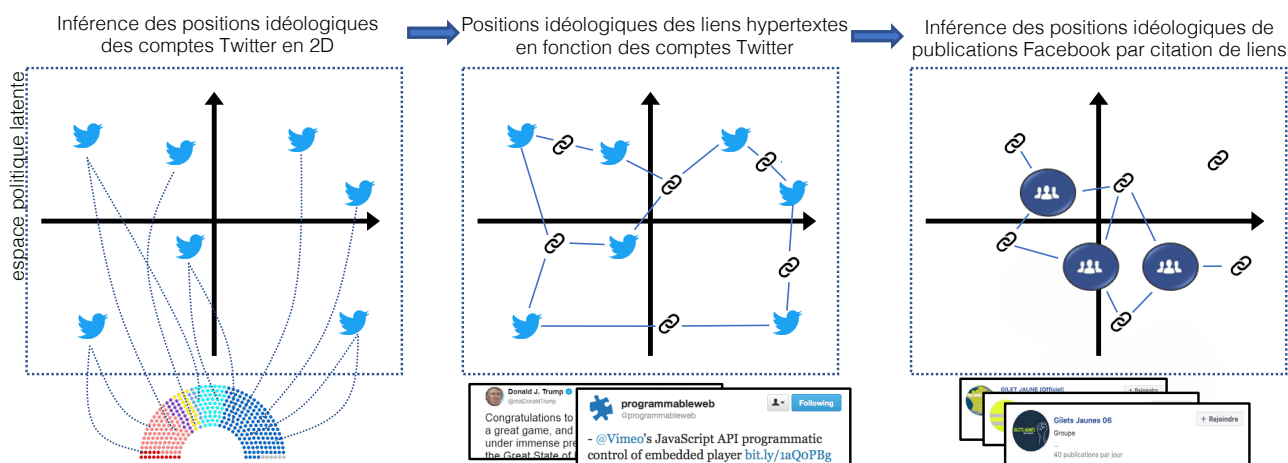 Inférence des positions idéologiques
des comptes Twitter en 2D
Positions idéologiques des liens hypertextes
en fonction des comptes Twitter
Inférence des positions idéologiques de
publications Facebook par citation de liens
espace politique latente
Donald J. Trump
@realDonaldTrump
Congratulations to
a great game, and
under immense pre
the Great State of
programmableweb
@programmableweb
Following
- @Vimeo's JavaScript API programmatic
control of embedded player bit.ly/1aQoPBg
GILET JAUNE (Officiel)
+ Rejoindre
Gilets Jaunes 06
+ Rejoindre
Groupe
...
40 publications par jour